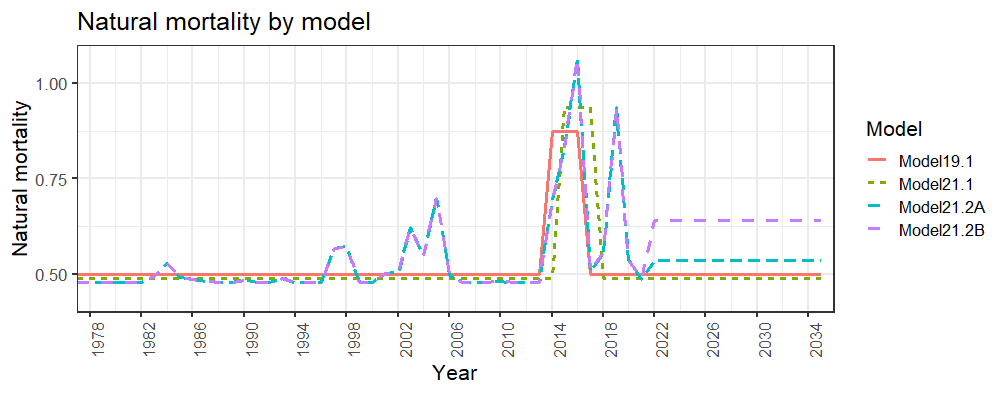 Natural mortality by model
Natural mortality
1.00
0.75
0.50
1978 1982 1986 1990 1994 1998 2002 2006 2010 2014 2018 2022 2026 2030 2034
Year
Model
Model19.1
Model21.1
Model21.2A
Model21.2B